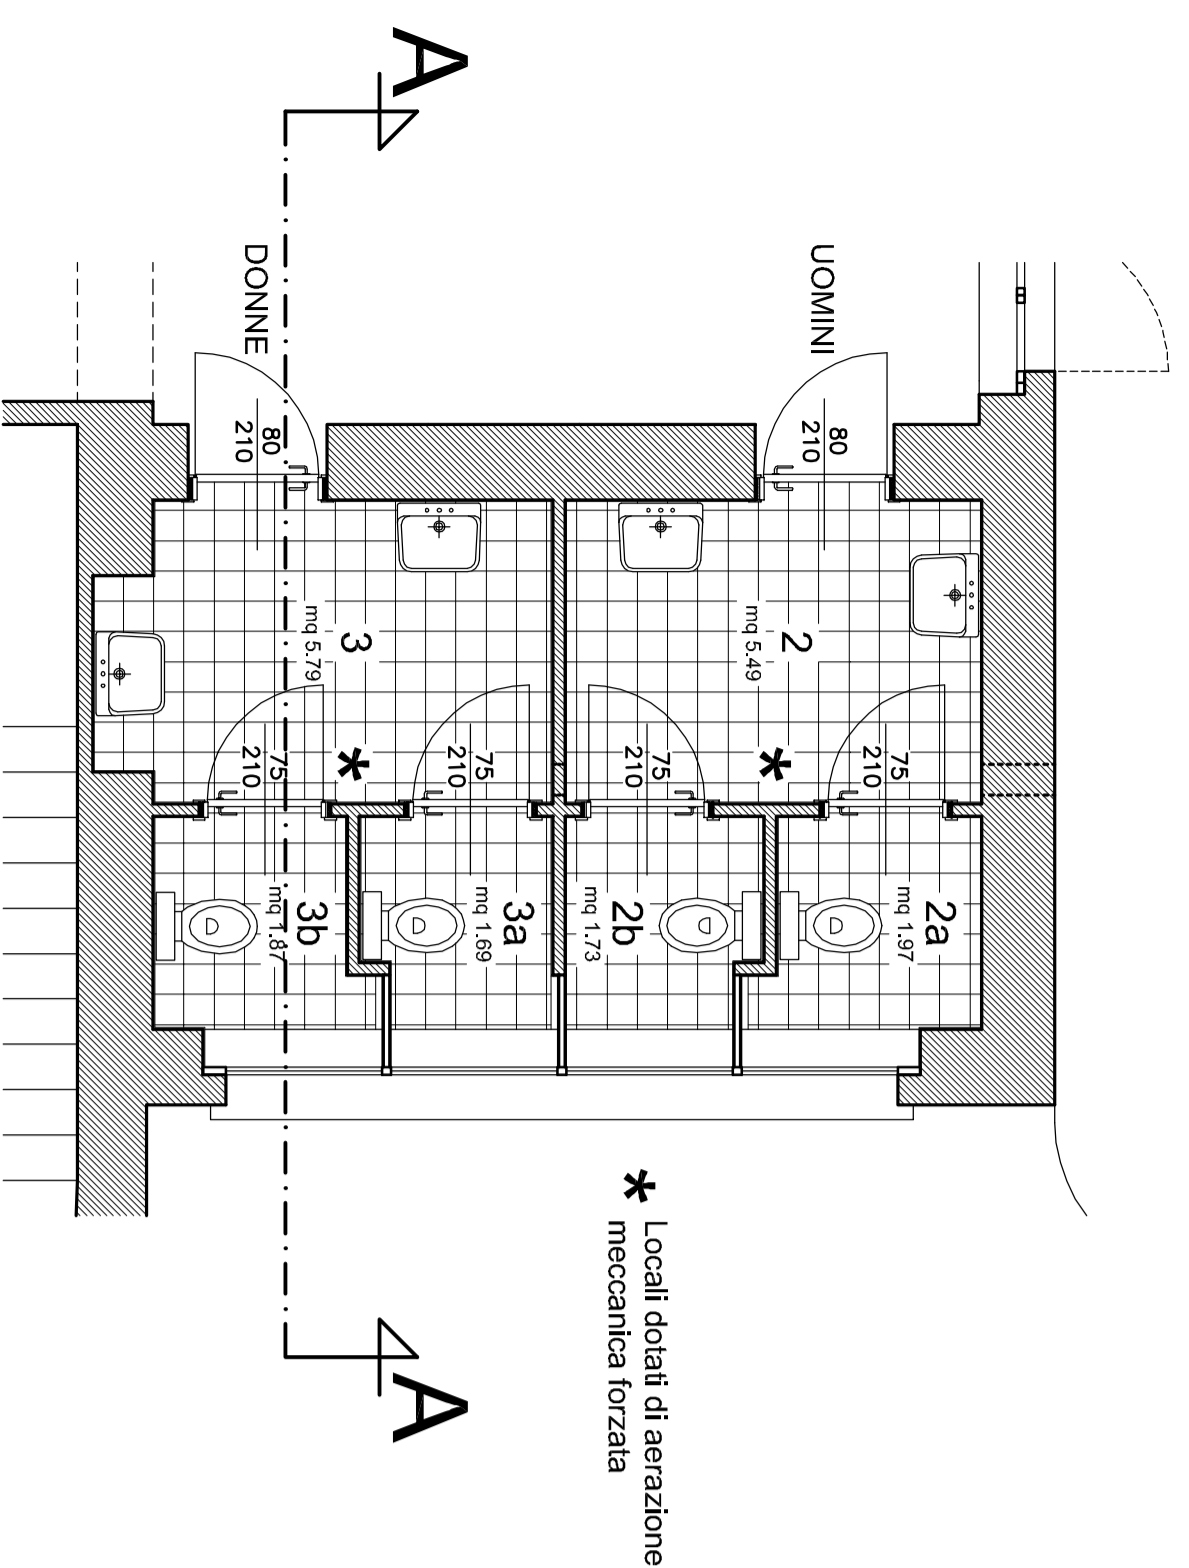 A
A
UOMINI
DONNE
80
210
80
210
2
mq 5.49
3
mq 5.79
*
*
75
210
75
210
75
210
75
210
2a
mq 1.97
2b
mq 1.73
3a
mq 1.69
3b
mq 1.87
* Locali dotati di aerazione
meccanica forzata